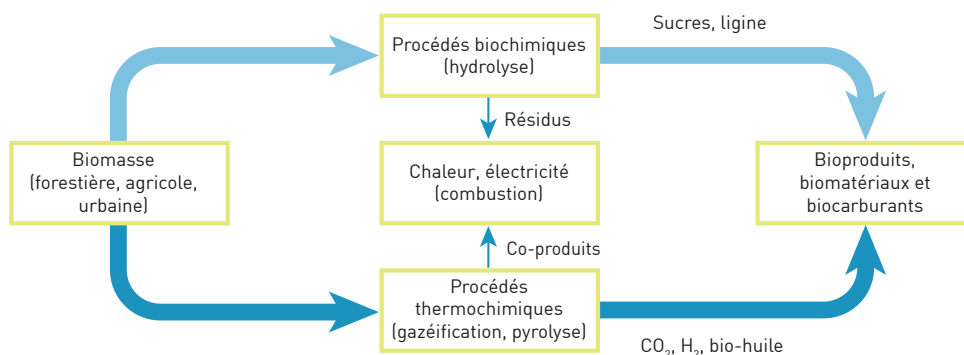 Sucres, ligine
Procédés biochimiques
(hydrolyse)
Résidus
Biomasse
(forestière, agricole,
urbaine)
Chaleur, électricité
(combustion)
Bioproduits,
biomatériaux et
biocarburants
Co-produits
Procédés
thermochimiques
(gazéification, pyrolyse)
CO₂, H₂, bio-huile